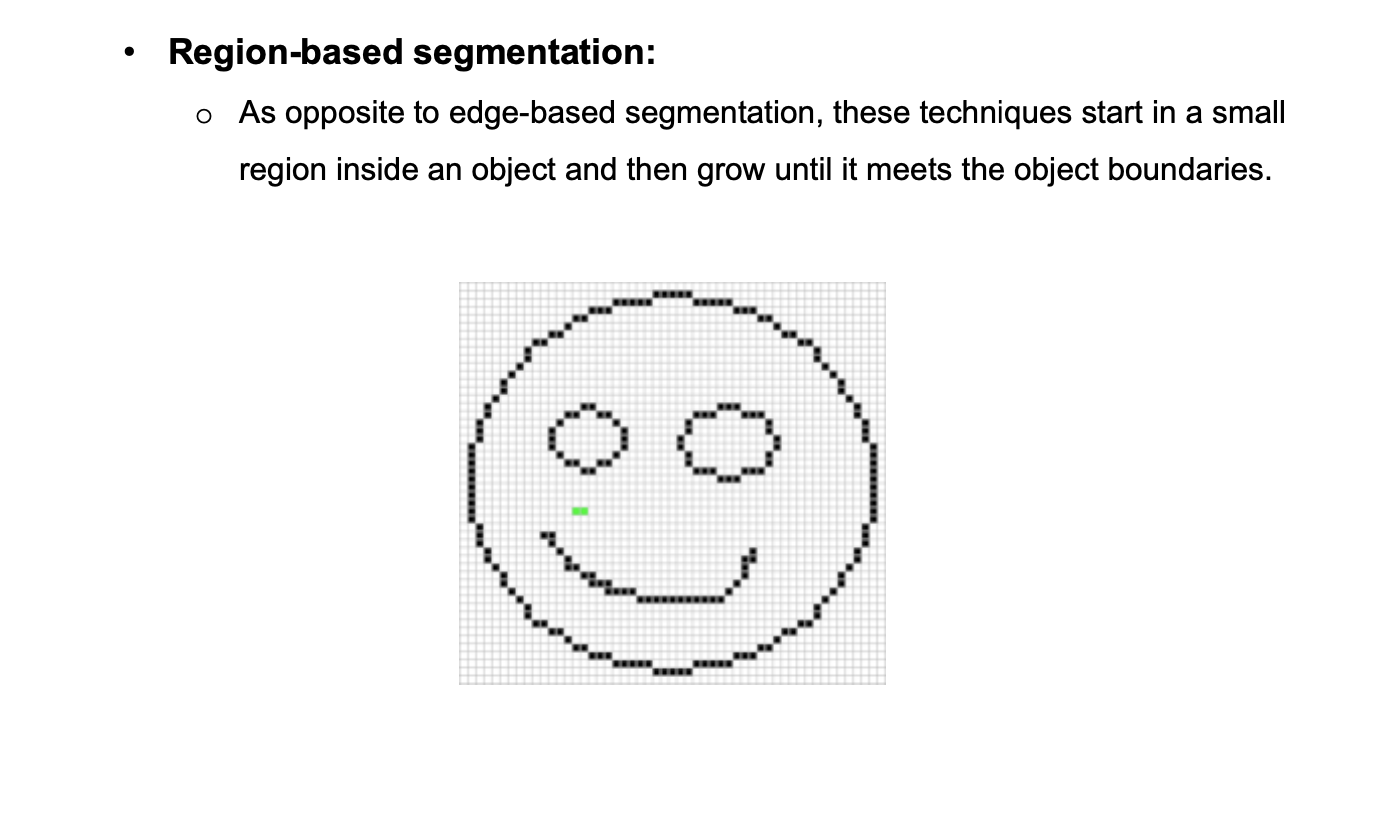 • Region-based segmentation:
o As opposite to edge-based segmentation, these techniques start in a small
region inside an object and then grow until it meets the object boundaries.